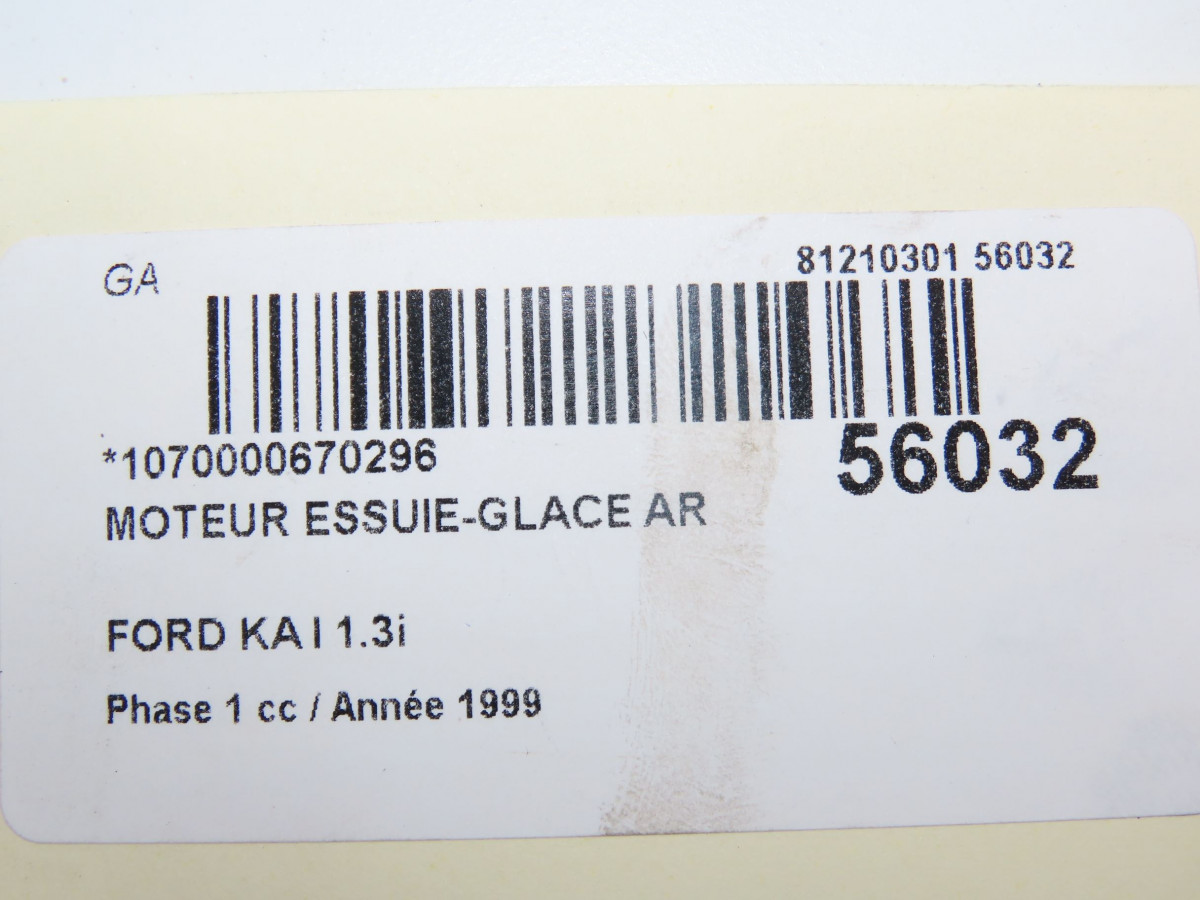 GA
81210301 56032
*1070000670296
56032
MOTEUR ESSUIE-GLACE AR
FORD KA I 1.3i
Phase 1 cc / Année 1999